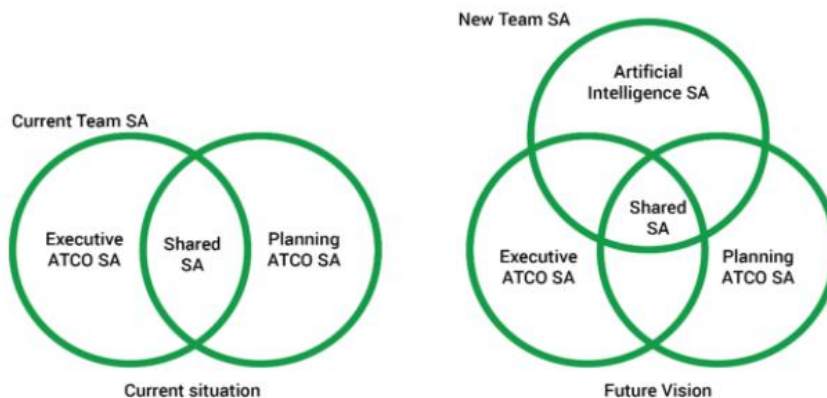 Current Team SA
Executive
ATCO SA
Shared
SA
Planning
ATCO SA
Current situation
New Team SA
Artificial
Intelligence SA
Shared
SA
Executive
ATCO SA
Planning
ATCO SA
Future Vision